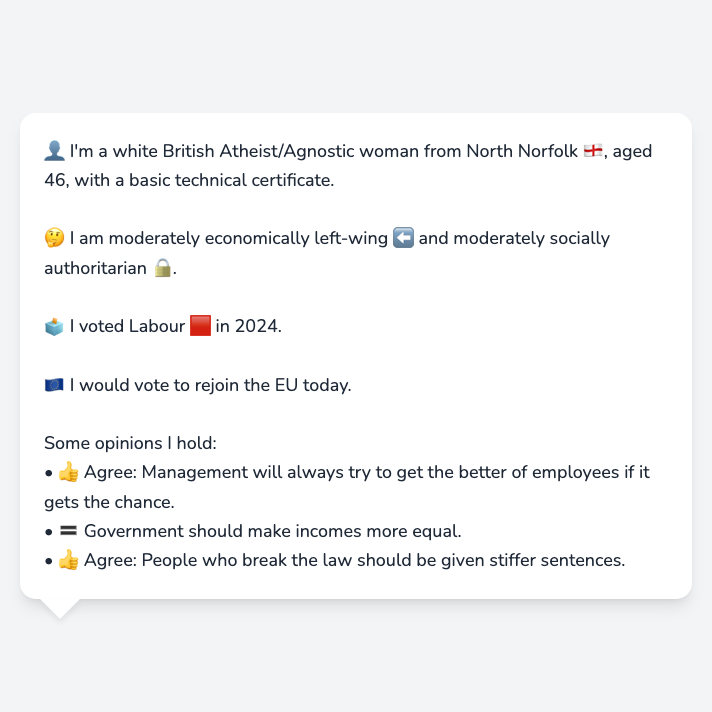 👤 I'm a white British Atheist/Agnostic woman from North Norfolk 🏴󠁧󠁢󠁥󠁮󠁧󠁿, aged
46, with a basic technical certificate.
🤔 I am moderately economically left-wing ⬅️ and moderately socially
authoritarian 🔒.
🗳️ I voted Labour 🟥 in 2024.
🇪🇺 I would vote to rejoin the EU today.
Some opinions I hold:
• 👍 Agree: Management will always try to get the better of employees if it
gets the chance.
• 🟰 Government should make incomes more equal.
• 👍 Agree: People who break the law should be given stiffer sentences.